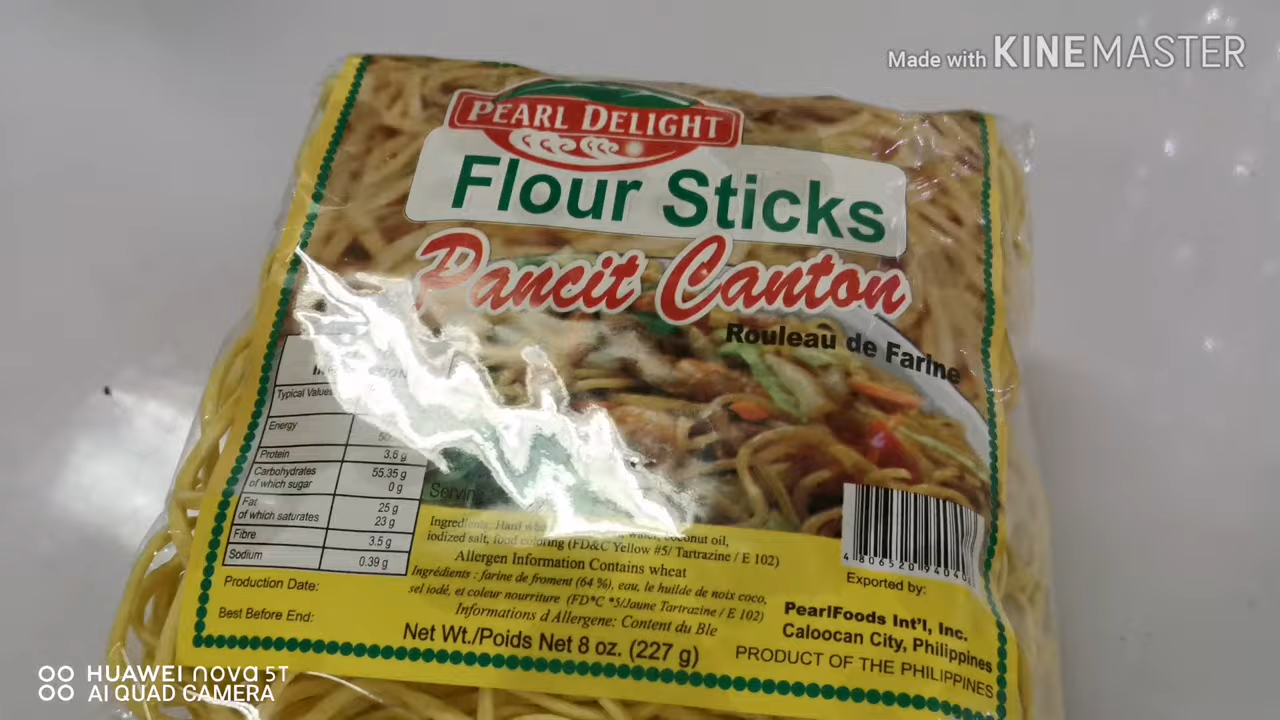 Made with KINEMASTER
PEARL DELIGHT
Flour Sticks
Pancit Canton
Rouleau de Farine
Typical Values
Energy
Protein 3.6 g
Carbohydrates 55.35 g
of which sugar 0 g
Fat 25 g
of which saturates 23 g
Fibre 3.5 g
Sodium 0.39 g
Production Date:
Best Before End:
Ingredients: Hard water, coconut oil,
iodized salt, food coloring (FD&C Yellow #5/ Tartrazine / E 102)
Allergen Information Contains wheat
Ingrédients : farine de froment (64 %), eau, le huilde de noix coco,
sel iodé, et coleur nourriture (FD*C *5/Jaune Tartrazine / E 102)
Informations d Allergene: Content du Ble
Net Wt./Poids Net 8 oz. (227 g)
4 806520 94040
Exported by:
PearlFoods Int'l, Inc.
Caloocan City, Philippines
PRODUCT OF THE PHILIPPINES
HUAWEI nova 5T
AI QUAD CAMERA